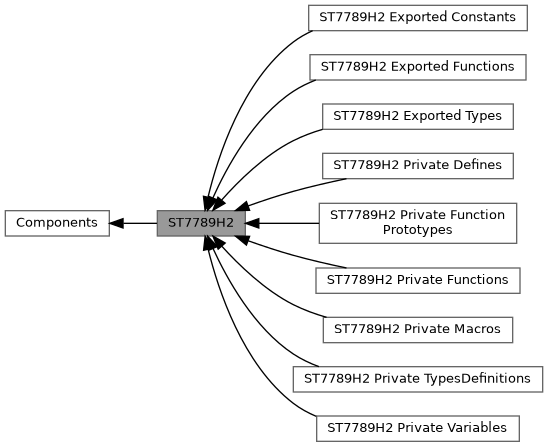 ST7789H2 Exported Constants
ST7789H2 Exported Functions
ST7789H2 Exported Types
ST7789H2 Private Defines
Components
ST7789H2
ST7789H2 Private Function
Prototypes
ST7789H2 Private Functions
ST7789H2 Private Macros
ST7789H2 Private TypesDefinitions
ST7789H2 Private Variables